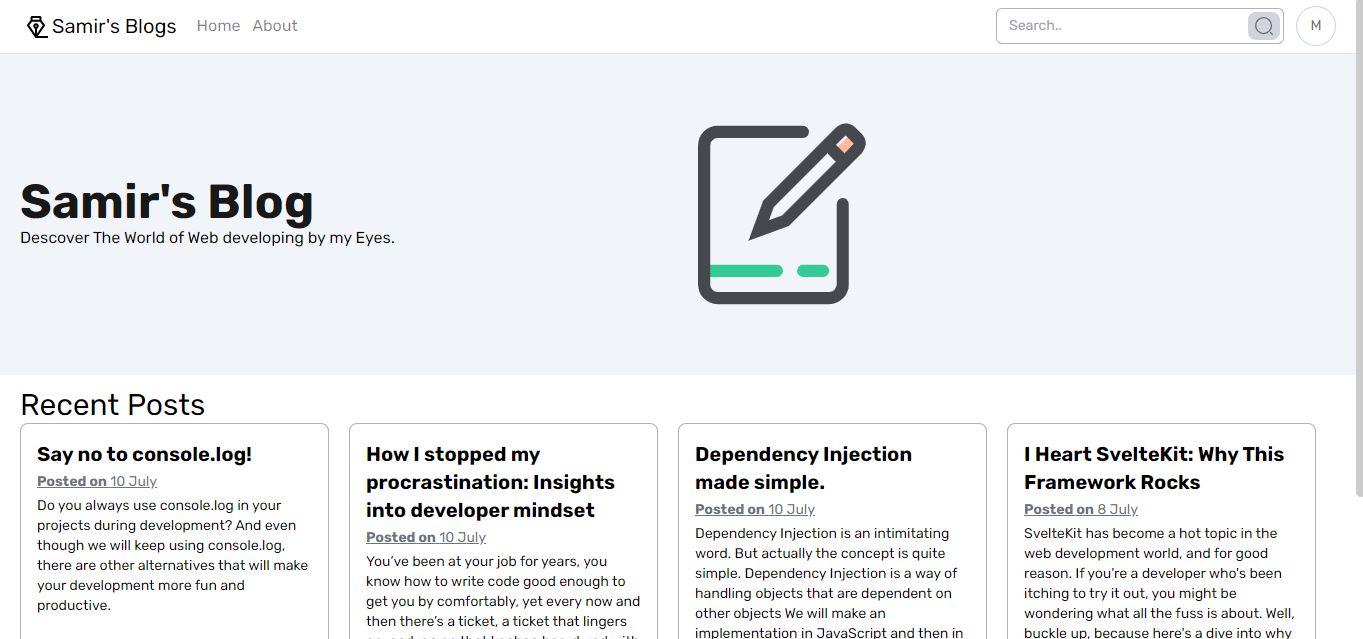 Samir's Blogs Home About Search.. M
Samir's Blog
Descover The World of Web developing by my Eyes.
Recent Posts
Say no to console.log!
Posted on 10 July
Do you always use console.log in your
projects during development? And even
though we will keep using console.log,
there are other alternatives that will make
your development more fun and
productive.
How I stopped my
procrastination: Insights
into developer mindset
Posted on 10 July
You've been at your job for years, you
know how to write code good enough to
get you by comfortably, yet every now and
then there's a ticket, a ticket that lingers
Dependency Injection
made simple.
Posted on 10 July
Dependency Injection is an intimitating
word. But actually the concept is quite
simple. Dependency Injection is a way of
handling objects that are dependent on
other objects We will make an
implementation in JavaScript and then in
I Heart SvelteKit: Why This
Framework Rocks
Posted on 8 July
SvelteKit has become a hot topic in the
web development world, and for good
reason. If you're a developer who's been
itching to try it out, you might be
wondering what all the fuss is about. Well,
buckle up, because here's a dive into why